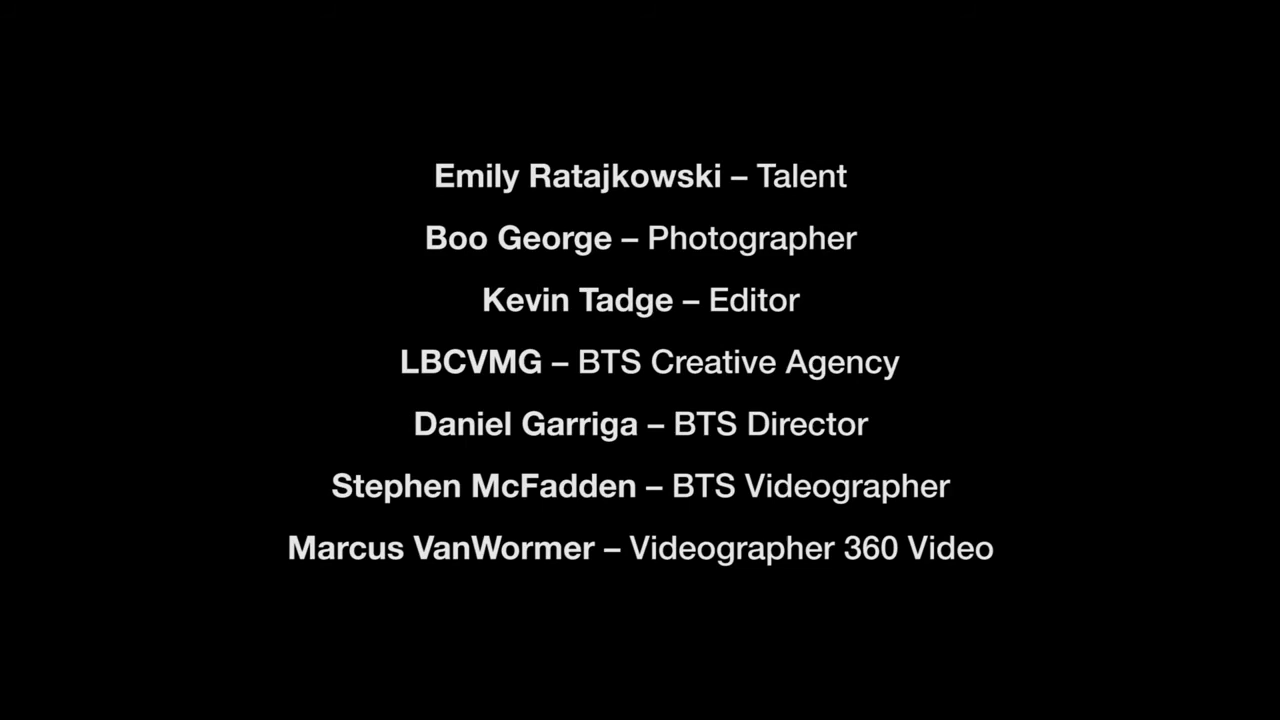 Emily Ratajkowski – Talent
Boo George – Photographer
Kevin Tadge – Editor
LBCVMG – BTS Creative Agency
Daniel Garriga – BTS Director
Stephen McFadden – BTS Videographer
Marcus VanWormer – Videographer 360 Video